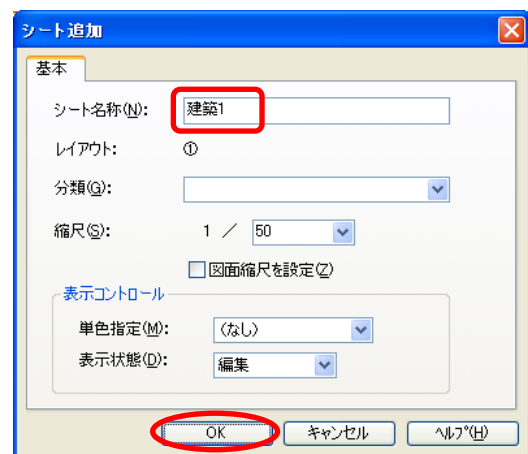 シート追加
基本
シート名称(N): 建築1
レイアウト: ①
分類(G):
縮尺(S): 1 ／ 50
図面縮尺を設定(Z)
表示コントロール
単色指定(M): (なし)
表示状態(D): 編集
OK キャンセル ヘルプ(H)